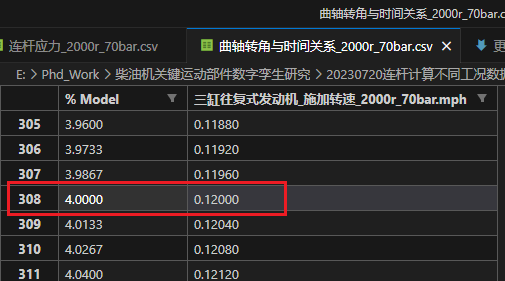 曲轴转角与时间关系_2000r_70bar.c
连杆应力_2000r_70bar.csv 曲轴转角与时间关系_2000r_70bar.csv × 更
E: > Phd_Work > 柴油机关键运动部件数字孪生研究 > 20230720连杆计算不同工况数据
% Model 三缸往复式发动机_施加转速_2000r_70bar.mph
305 3.9600 0.11880
306 3.9733 0.11920
307 3.9867 0.11960
308 4.0000 0.12000
309 4.0133 0.12040
310 4.0267 0.12080
311 4.0400 0.12120